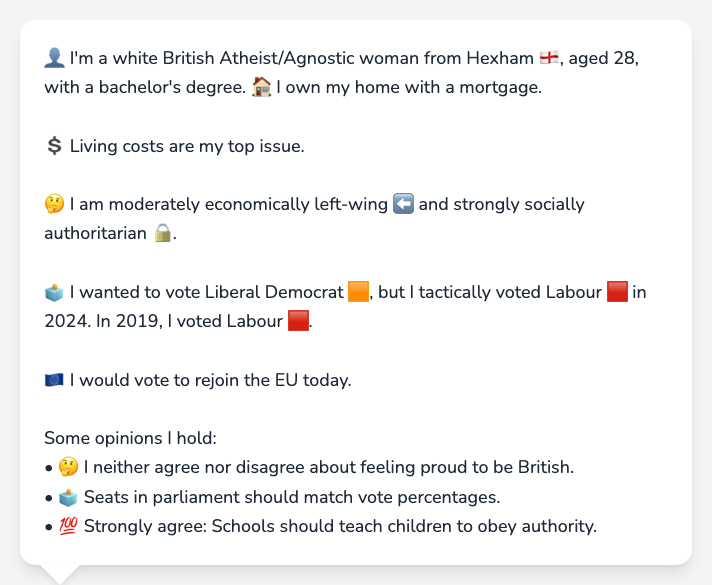 👤 I'm a white British Atheist/Agnostic woman from Hexham 🏴󠁧󠁢󠁥󠁮󠁧󠁿, aged 28,
with a bachelor's degree. 🏠 I own my home with a mortgage.
💲 Living costs are my top issue.
🤔 I am moderately economically left-wing ⬅️ and strongly socially
authoritarian 🔒.
🗳️ I wanted to vote Liberal Democrat 🟧, but I tactically voted Labour 🟥 in
2024. In 2019, I voted Labour 🟥.
🇪🇺 I would vote to rejoin the EU today.
Some opinions I hold:
• 🤔 I neither agree nor disagree about feeling proud to be British.
• 🗳️ Seats in parliament should match vote percentages.
• 💯 Strongly agree: Schools should teach children to obey authority.